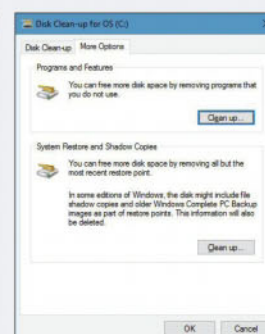 Disk Clean-up for OS (C:)
Disk Clean-up More Options
Programs and Features
You can free more disk space by removing programs that
you do not use.
Clean up...
System Restore and Shadow Copies
You can free more disk space by removing all but the
most recent restore point.
In some editions of Windows, the disk might include file
shadow copies and older Windows Complete PC Backup
images as part of restore points. This information will also
be deleted.
Clean up...
OK Cancel